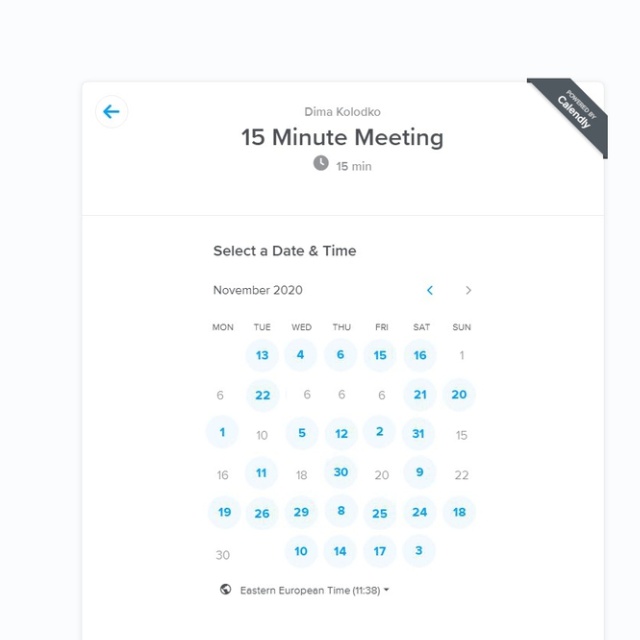 POWERED BY
Calendly
Dima Kolodko
15 Minute Meeting
15 min
Select a Date & Time
November 2020
MON TUE WED THU FRI SAT SUN
13 4 6 15 16 1
6 22 6 6 6 21 20
1 10 5 12 2 31 15
16 11 18 30 20 9 22
19 26 29 8 25 24 18
30 10 14 17 3
Eastern European Time (11:38)